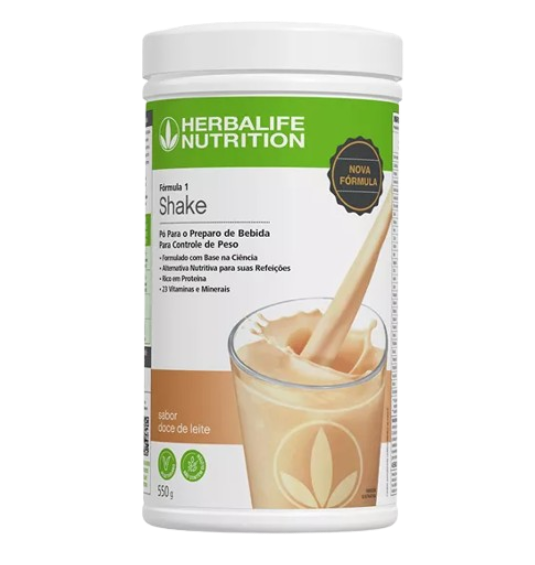 HERBALIFE
NUTRITION
NOVA
FÓRMULA
Fórmula 1
Shake
Pó Para o Preparo de Bebida
Para Controle de Peso
• Formulado com Base na Ciência
• Alternativa Nutritiva para suas Refeições
• Rico em Proteína
• 23 Vitaminas e Minerais
sabor
doce de leite
550 g